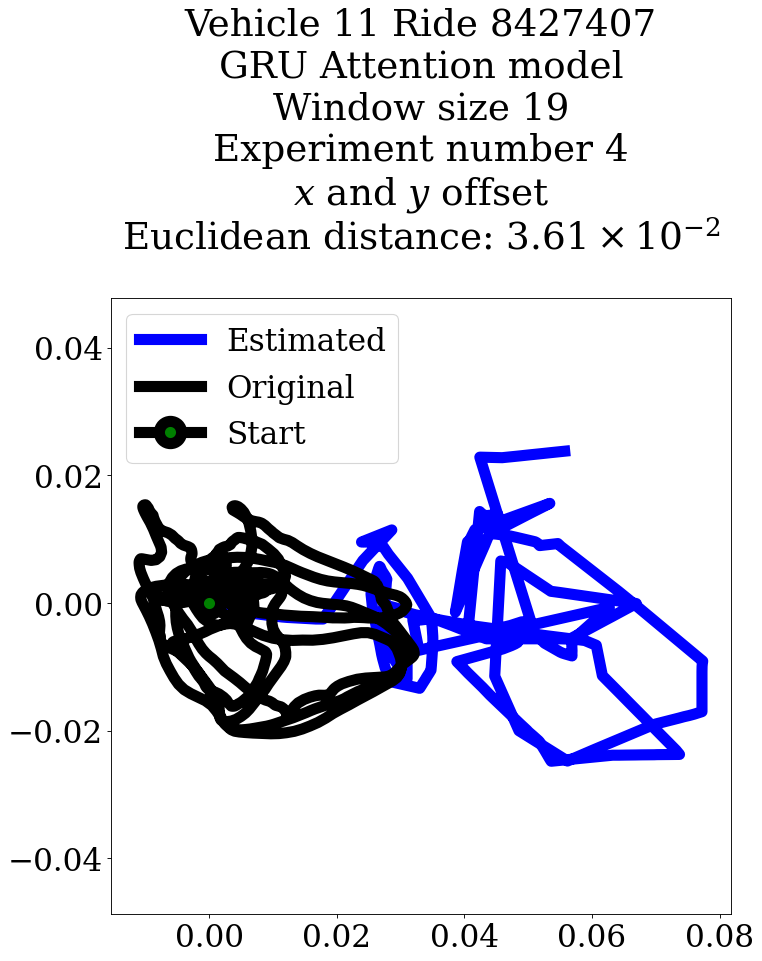 Vehicle 11 Ride 8427407
GRU Attention model
Window size 19
Experiment number 4
x and y offset
Euclidean distance: 3.61 × 10⁻²
Estimated
Original
Start
0.04
0.02
0.00
−0.02
−0.04
0.00 0.02 0.04 0.06 0.08